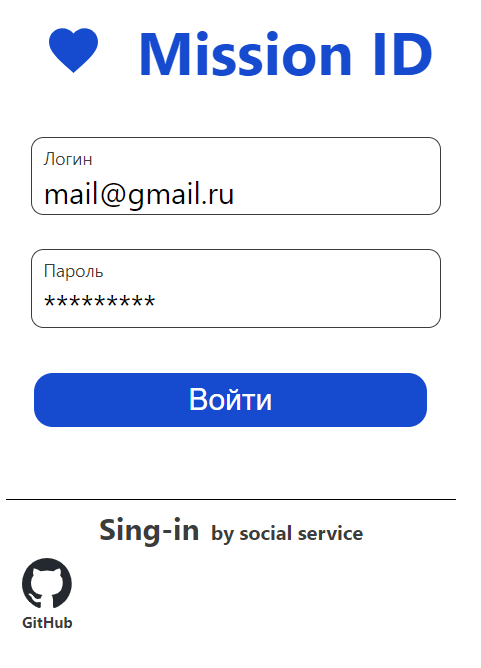 Mission ID
Логин
mail@gmail.ru
Пароль
*********
Войти
Sing-in by social service
GitHub